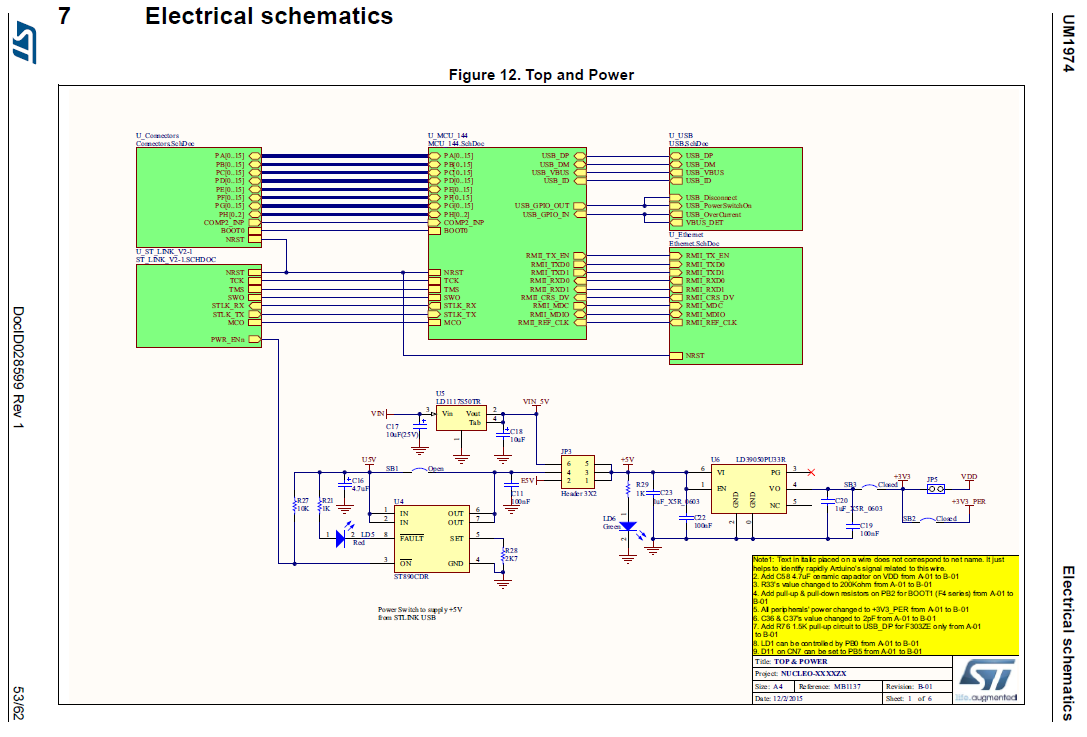 7 Electrical schematics
UM1974
Figure 12. Top and Power
U_Connectors
Connectors.SchDoc
PA[0..15]
PB[0..15]
PC[0..15]
PD[0..15]
PE[0..15]
PF[0..15]
PG[0..15]
PH[0..2]
COMP2_INP
BOOT0
NRST
U_ST_LINK_V2-1
ST_LINK_V2-1.SCHDOC
NRST
TCK
TMS
SWO
STLK_RX
STLK_TX
MCO
PWR_ENn
U_MCU_144
MCU_144.SchDoc
PA[0..15]
PB[0..15]
PC[0..15]
PD[0..15]
PE[0..15]
PF[0..15]
PG[0..15]
PH[0..2]
COMP2_INP
BOOT0
NRST
TCK
TMS
SWO
STLK_RX
STLK_TX
MCO
USB_DP
USB_DM
USB_VBUS
USB_ID
USB_GPIO_OUT
USB_GPIO_IN
RMII_TX_EN
RMII_TXD0
RMII_TXD1
RMII_RXD0
RMII_RXD1
RMII_CRS_DV
RMII_MDC
RMII_MDIO
RMII_REF_CLK
U_USB
USB.SchDoc
USB_DP
USB_DM
USB_VBUS
USB_ID
USB_Disconnect
USB_PowerSwitchOn
USB_OverCurrent
VBUS_DET
U_Ethernet
Ethernet.SchDoc
RMII_TX_EN
RMII_TXD0
RMII_TXD1
RMII_RXD0
RMII_RXD1
RMII_CRS_DV
RMII_MDC
RMII_MDIO
RMII_REF_CLK
NRST
U5
LD1117S50TR
VIN
3
Vin
Vout
Tab
2
4
1
VIN_5V
C17
10uF(25V)
C18
10uF
U5V
SB1
Open
C16
4.7uF
R27
10K
R21
1K
1
2
LD5
Red
U4
1
2
8
3
IN
IN
FAULT
ON
OUT
OUT
SET
GND
6
7
5
4
ST890CDR
C11
100nF
R28
2K7
E5V
JP3
6 5
4 3
2 1
Header 3X2
+5V
R29
1K
LD6
Green
1
2
C23
1uF_X5R_0603
C22
100nF
U6
LD39050PU33R
6
1
VI
EN
GND
GND
2
0
PG
VO
NC
3
4
5
C20
1uF_X5R_0603
C19
100nF
SB3
Closed
+3V3
JP5
VDD
+3V3_PER
SB2
Closed
Power Switch to supply +5V
from STLINK USB
Note1: Text in italic placed on a wire does not correspond to net name. It just
helps to identify rapidly Arduino's signal related to this wire.
2. Add C58 4.7uF ceramic capacitor on VDD from A-01 to B-01
3. R33's value changed to 200Kohm from A-01 to B-01
4. Add pull-up & pull-down resistors on PB2 for BOOT1 (F4 series) from A-01 to
B-01
5. All peripherals' power changed to +3V3_PER from A-01 to B-01
6. C36 & C37's value changed to 2pF from A-01 to B-01
7. Add R76 1.5K pull-up circuit to USB_DP for F303ZE only from A-01
to B-01
8. LD1 can be controlled by PB0 from A-01 to B-01
9. D11 on CN7 can be set to PB5 from A-01 to B-01
Title: TOP & POWER
Project: NUCLEO-XXXXZX
Size: A4 Reference: MB1137 Revision: B-01
Date: 12/2/2015 Sheet: 1 of 6
ST
life.augmented
ST
DocID028599 Rev 1
53/62
Electrical schematics